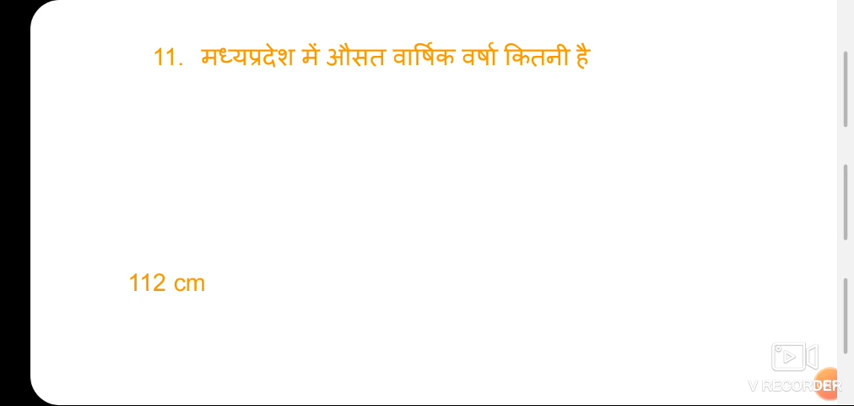 11. मध्यप्रदेश में औसत वार्षिक वर्षा कितनी है
112 cm
V RECORDER